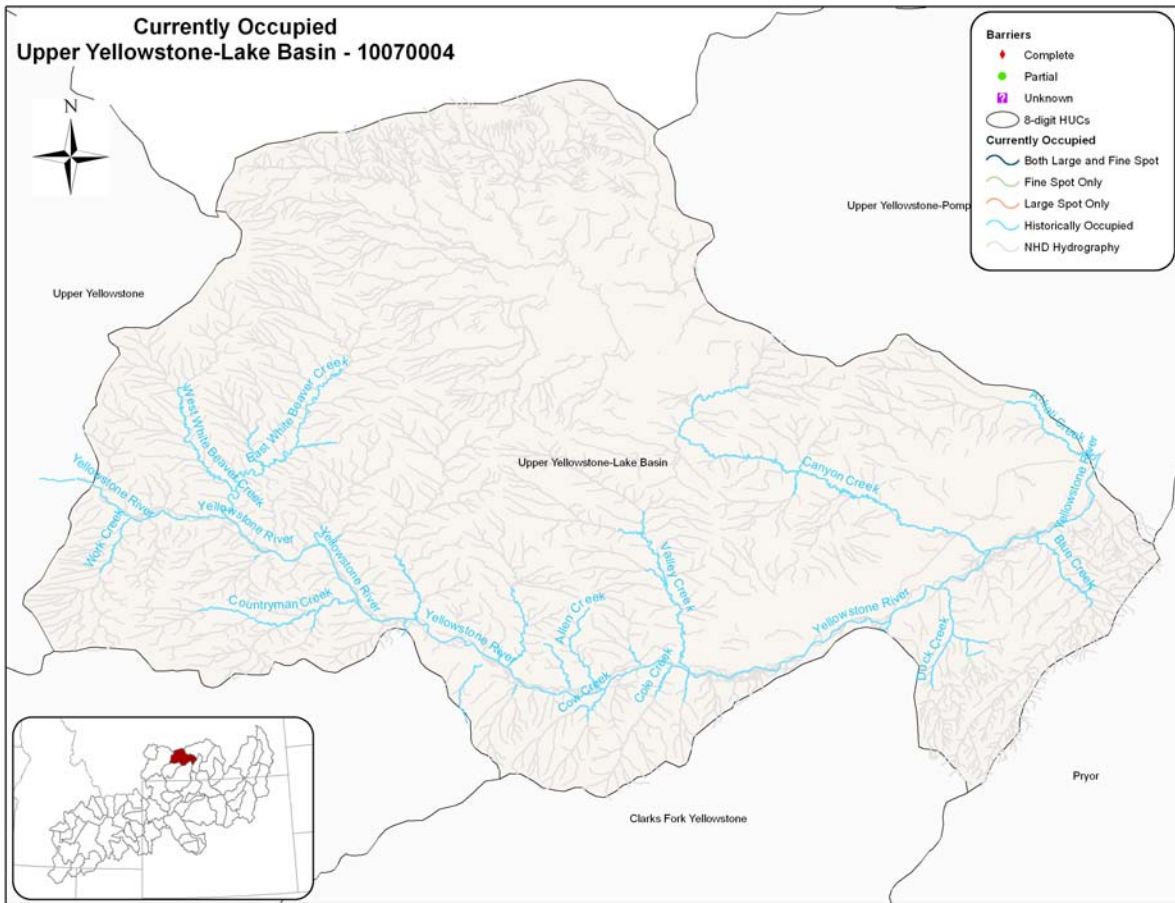 Currently Occupied
Upper Yellowstone-Lake Basin - 10070004
N
Barriers
Complete
Partial
?
Unknown
8-digit HUCs
Currently Occupied
Both Large and Fine Spot
Fine Spot Only
Large Spot Only
Historically Occupied
NHD Hydrography
Upper Yellowstone-Pomp
Upper Yellowstone
West White Beaver Creek
East White Beaver Creek
Yellowstone River
Work Creek
Yellowstone River
Yellowstone River
Countryman Creek
Upper Yellowstone-Lake Basin
Canyon Creek
Alkali Creek
Yellowstone River
Blue Creek
Valley Creek
Allen Creek
Yellowstone River
Cow Creek
Cole Creek
Yellowstone River
Duck Creek
Pryor
Clarks Fork Yellowstone